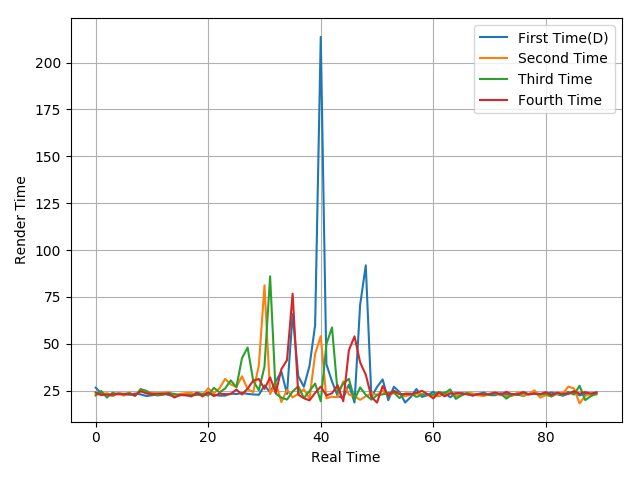 First Time(D)
Second Time
Third Time
Fourth Time
200
175
150
125
100
75
50
25
Render Time
0
20
40
60
80
Real Time